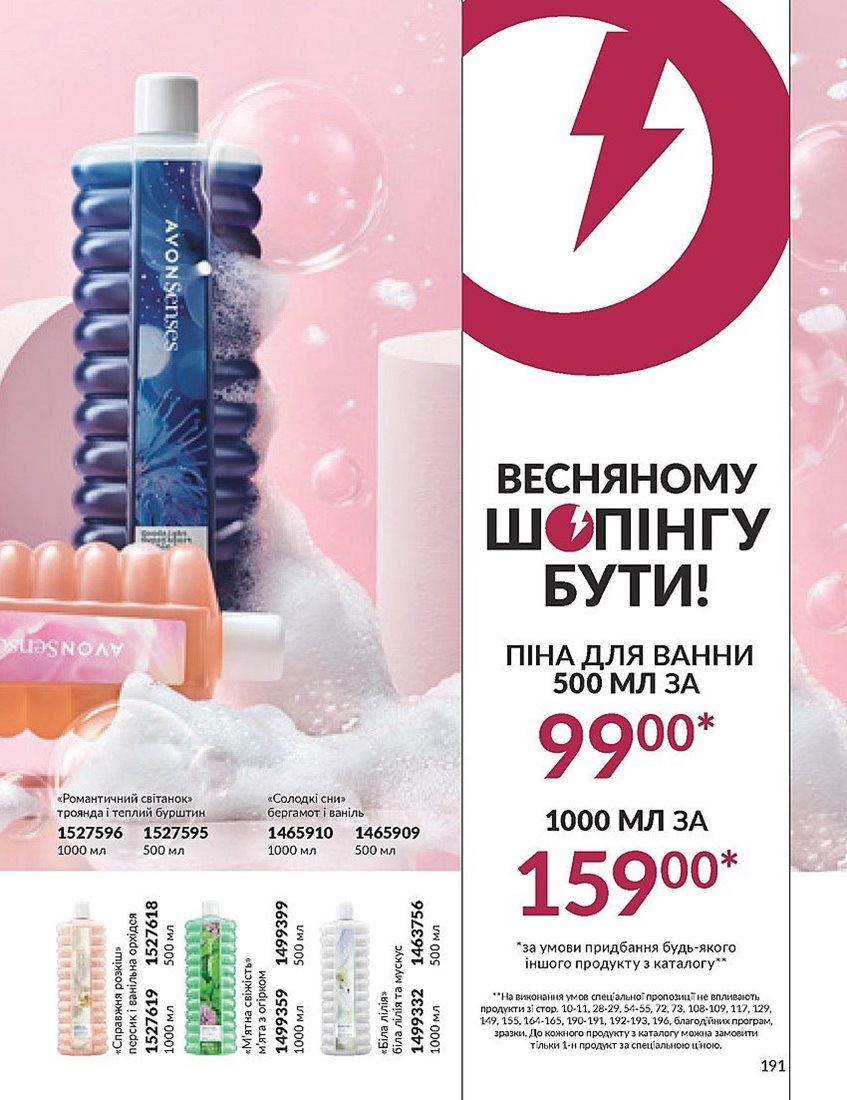 AVON Senses
AVON Senses
«Романтичний світанок»
троянда і теплий бурштин
1527596 1527595
1000 мл 500 мл
«Солодкі сни»
бергамот і ваніль
1465910 1465909
1000 мл 500 мл
«Справжня розкіш»
персик і ванільна орхідея
1527619 1527618
1000 мл 500 мл
«М'ятна свіжість»
м'ята з огірком
1499359 1499399
1000 мл 500 мл
«Біла лілія»
біла лілія та мускус
1499332 1463756
1000 мл 500 мл
ВЕСНЯНОМУ
ШОПІНГУ
БУТИ!
ПІНА ДЛЯ ВАННИ
500 МЛ ЗА
9900*
1000 МЛ ЗА
15900*
*за умови придбання будь-якого
іншого продукту з каталогу**
**На виконання умов спеціальної пропозиції не впливають
продукти зі стор. 10-11, 28-29, 54-55, 72, 73, 108-109, 117, 129,
149, 155, 164-165, 190-191, 192-193, 196, благодійних програм,
зразки. До кожного продукту з каталогу можна замовити
тільки 1-н продукт за спеціальною ціною.
191